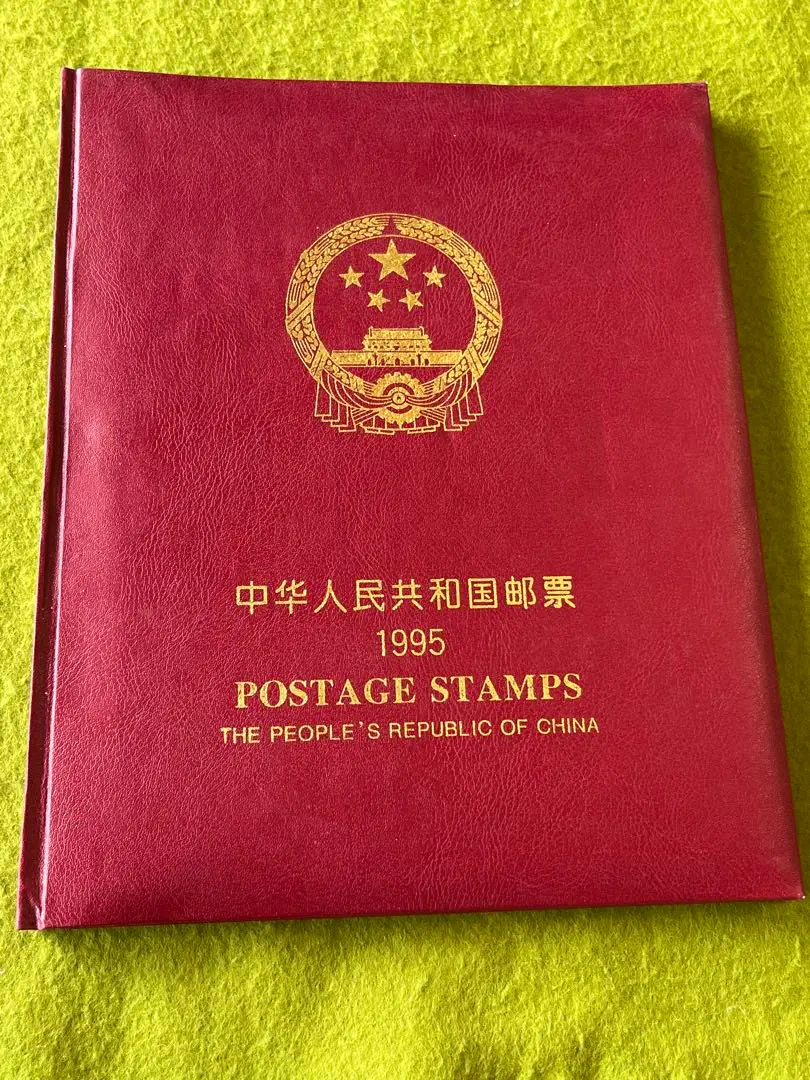 中华人民共和国邮票
1995
POSTAGE STAMPS
THE PEOPLE'S REPUBLIC OF CHINA